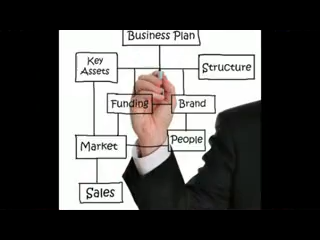 Business Plan
Key
Assets
Structure
Funding
Brand
Market
People
Sales